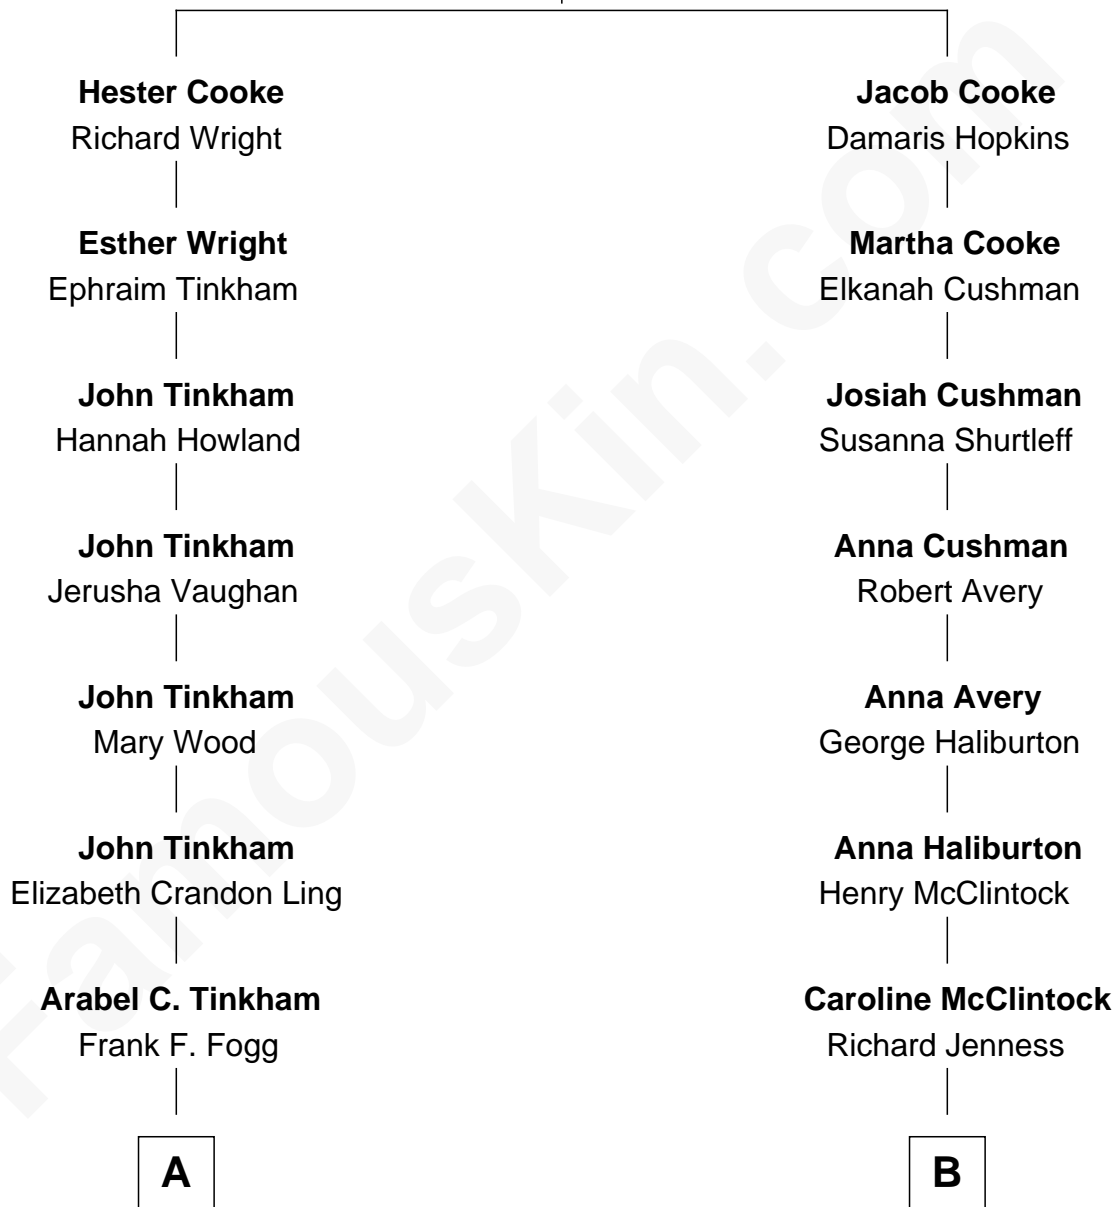 Hester Cooke
Richard Wright
Esther Wright
Ephraim Tinkham
John Tinkham
Hannah Howland
John Tinkham
Jerusha Vaughan
John Tinkham
Mary Wood
John Tinkham
Elizabeth Crandon Ling
Arabel C. Tinkham
Frank F. Fogg
A
Jacob Cooke
Damaris Hopkins
Martha Cooke
Elkanah Cushman
Josiah Cushman
Susanna Shurtleff
Anna Cushman
Robert Avery
Anna Avery
George Haliburton
Anna Haliburton
Henry McClintock
Caroline McClintock
Richard Jenness
B
FamousKin.com